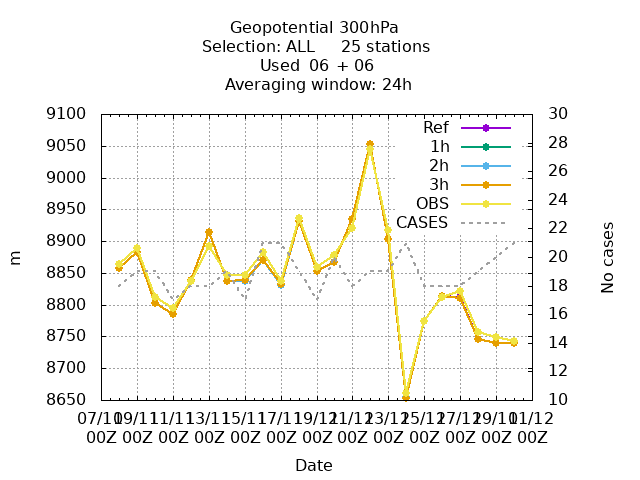 Geopotential 300hPa
Selection: ALL     25 stations
Used  06 + 06
Averaging window: 24h
9100
9050
9000
8950
8900
8850
8800
8750
8700
8650
m
30
28
26
24
22
20
18
16
14
12
10
No cases
Ref
1h
2h
3h
OBS
CASES
07/11 09/11 11/11 13/11 15/11 17/11 19/11 21/11 23/11 25/11 27/11 29/11 01/12
00Z 00Z 00Z 00Z 00Z 00Z 00Z 00Z 00Z 00Z 00Z 00Z 00Z
Date